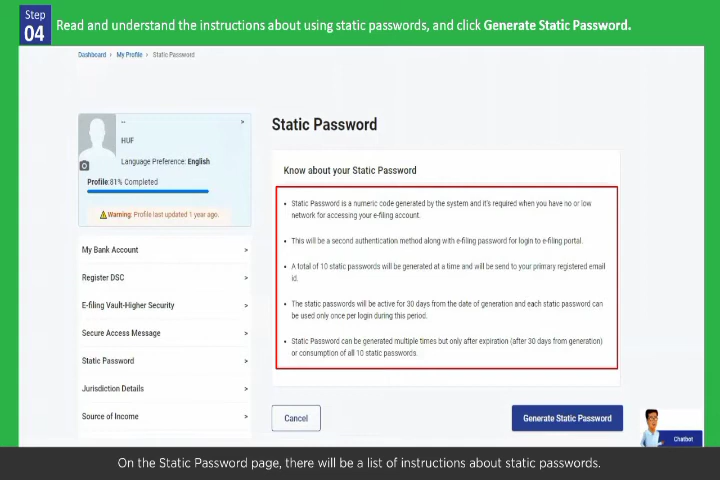 Step
04
Read and understand the instructions about using static passwords, and click Generate Static Password.
Dashboard > My Profile > Static Password
-- >
HUF
Language Preference: English
Profile:81% Completed
Warning: Profile last updated 1 year ago.
My Bank Account >
Register DSC >
E-filing Vault-Higher Security >
Secure Access Message >
Static Password >
Jurisdiction Details >
Source of Income >
Static Password
Know about your Static Password
• Static Password is a numeric code generated by the system and it's required when you have no or low
network for accessing your e-filing account.
• This will be a second authentication method along with e-filing password for login to e-filing portal.
• A total of 10 static passwords will be generated at a time and will be send to your primary registered email
id.
• The static passwords will be active for 30 days from the date of generation and each static password can
be used only once per login during this period.
• Static Password can be generated multiple times but only after expiration (after 30 days from generation)
or consumption of all 10 static passwords.
Cancel
Generate Static Password
Chatbot
On the Static Password page, there will be a list of instructions about static passwords.